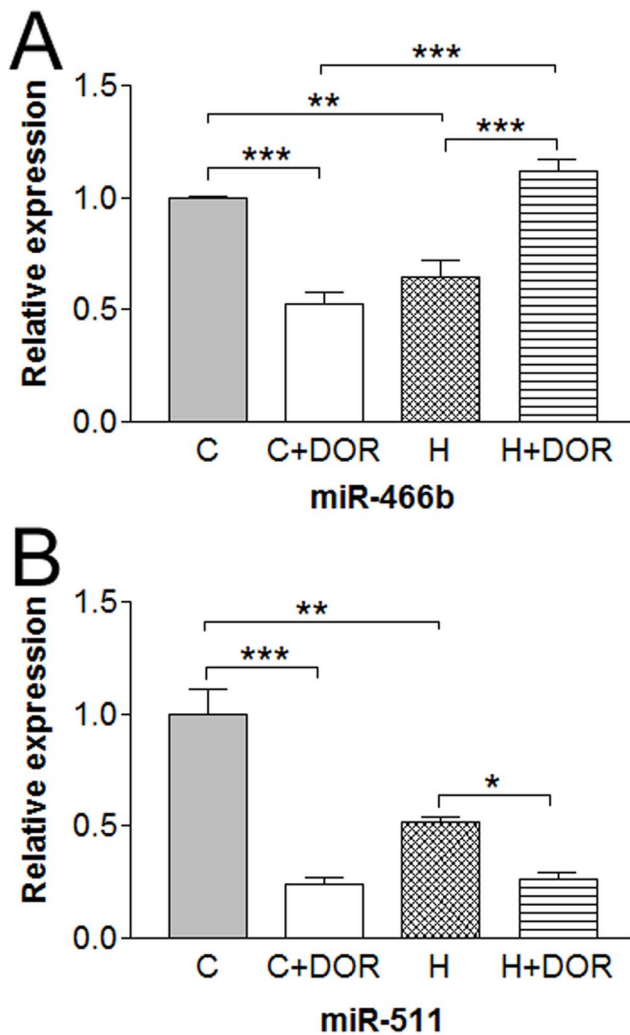 A
Relative expression
1.5
1.0
0.5
0.0
***
**
***
***
C C+DOR H H+DOR
miR-466b
B
Relative expression
1.5
1.0
0.5
0.0
**
***
*
C C+DOR H H+DOR
miR-511